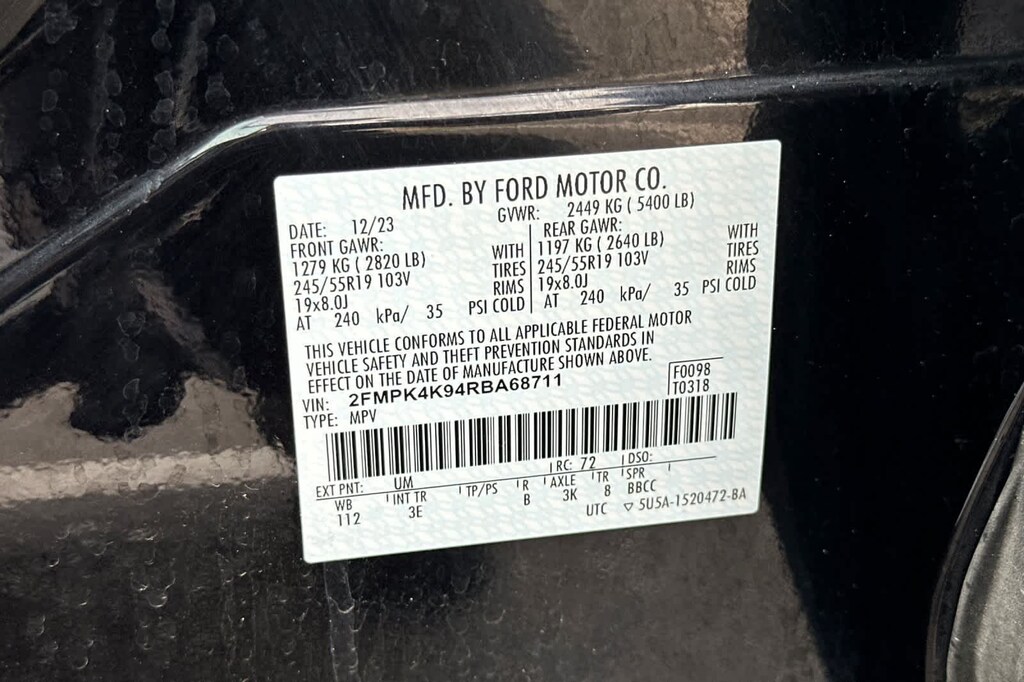 MFD. BY FORD MOTOR CO.
DATE: 12/23 GVWR: 2449 KG ( 5400 LB)
FRONT GAWR: REAR GAWR:
1279 KG ( 2820 LB) WITH 1197 KG ( 2640 LB) WITH
245/55R19 103V TIRES 245/55R19 103V TIRES
19x8.0J RIMS 19x8.0J RIMS
AT 240 kPa/ 35 PSI COLD AT 240 kPa/ 35 PSI COLD
THIS VEHICLE CONFORMS TO ALL APPLICABLE FEDERAL MOTOR
VEHICLE SAFETY AND THEFT PREVENTION STANDARDS IN
EFFECT ON THE DATE OF MANUFACTURE SHOWN ABOVE.
VIN: 2FMPK4K94RBA68711 F0098
TYPE: MPV T0318
EXT PNT: UM RC: 72 DSO:
WB INT TR TP/PS R AXLE TR SPR
112 3E B 3K 8 BBCC
UTC ▽ 5U5A-1520472-BA